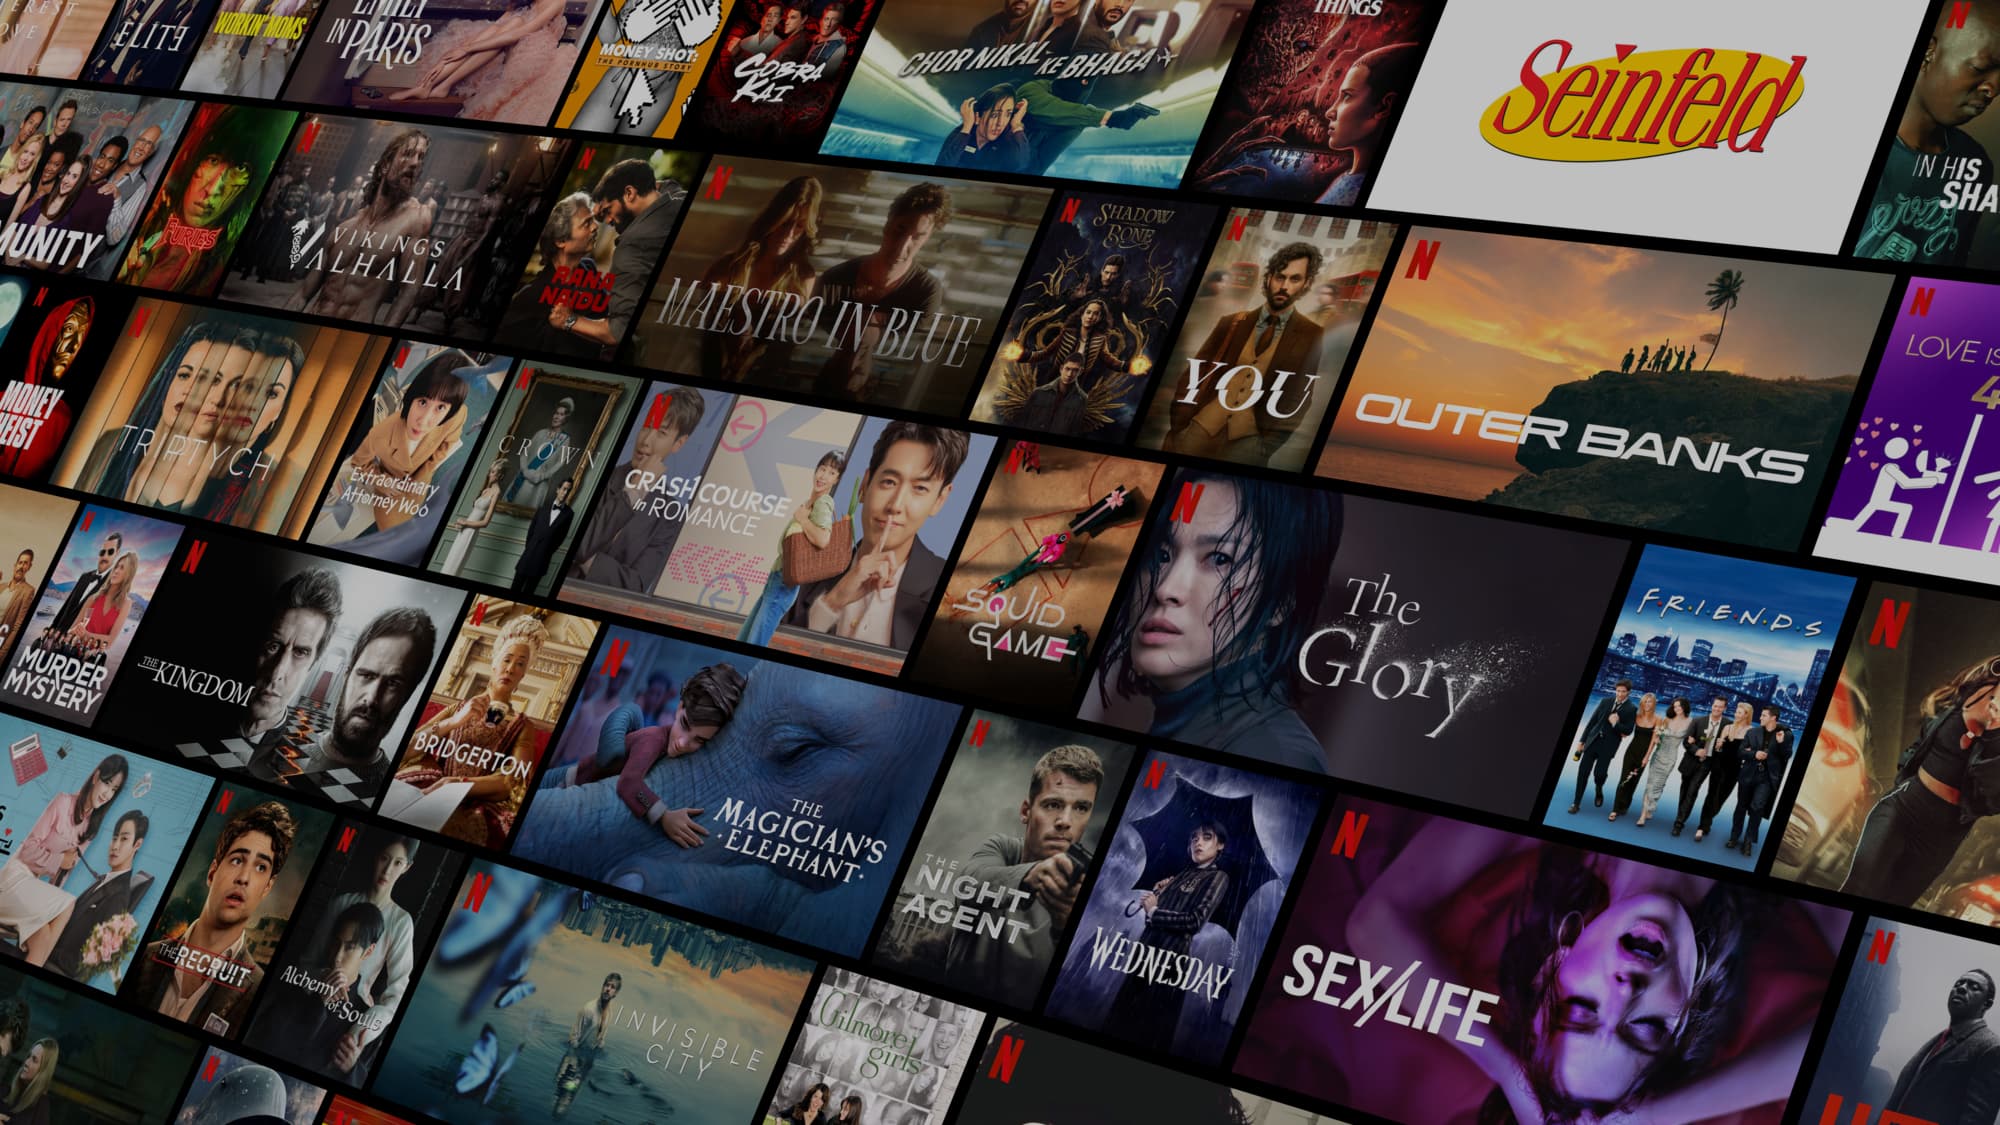 ELITE
WORKIN' MOMS
EMILY
IN PARIS
MONEY SHOT:
THE PORNHUB STORY
COBRA
KAI
CHOR NIKAL KE BHAGA
THINGS
Seinfeld
IN HIS
SHA
MUNITY
FURIES
VIKINGS
VALHALLA
RANA
NAIDU
MAESTRO IN BLUE
SHADOW
BONE
YOU
OUTER BANKS
LOVE IS
4
MONEY
HEIST
TRIPTYCH
Extraordinary
Attorney Woo
CROWN
CRASH COURSE
in ROMANCE
SQUID
GAME
The
Glory
F·R·I·E·N·D·S
MURDER
MYSTERY
THE KINGDOM
BRIDGERTON
THE
MAGICIAN'S
ELEPHANT
THE
NIGHT
AGENT
WEDNESDAY
SEX/LIFE
THE RECRUIT
Alchemy
of Souls
INVISIBLE
CITY
Gilmore
girls